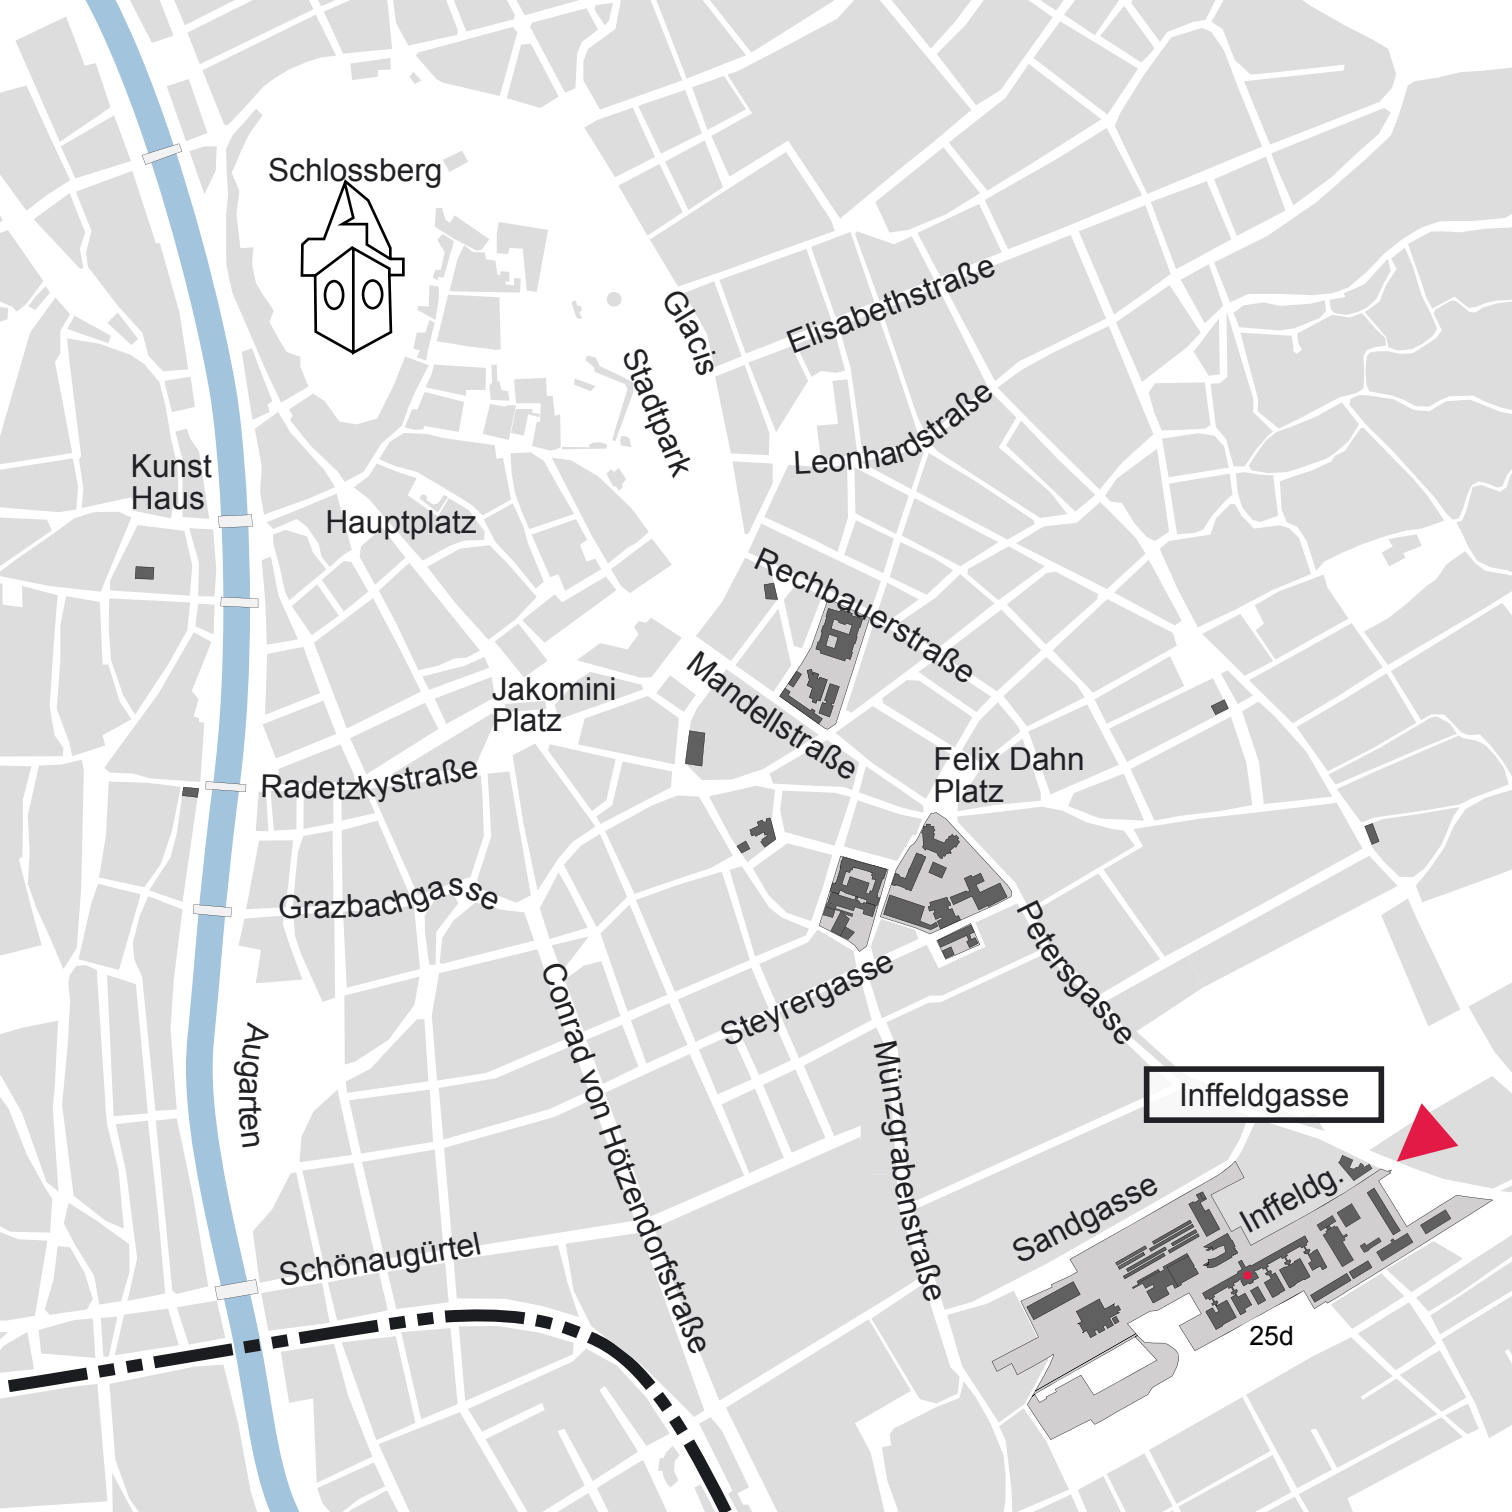 Schlossberg
Glacis
Elisabethstraße
Stadtpark
Leonhardstraße
Kunst
Haus
Hauptplatz
Rechbauerstraße
Mandellstraße
Jakomini
Platz
Felix Dahn
Platz
Radetzkystraße
Grazbachgasse
Petersgasse
Steyrergasse
Conrad von Hötzendorfstraße
Augarten
Münzgrabenstraße
Inffeldgasse
Sandgasse
Inffeldg.
Schönaugürtel
25d